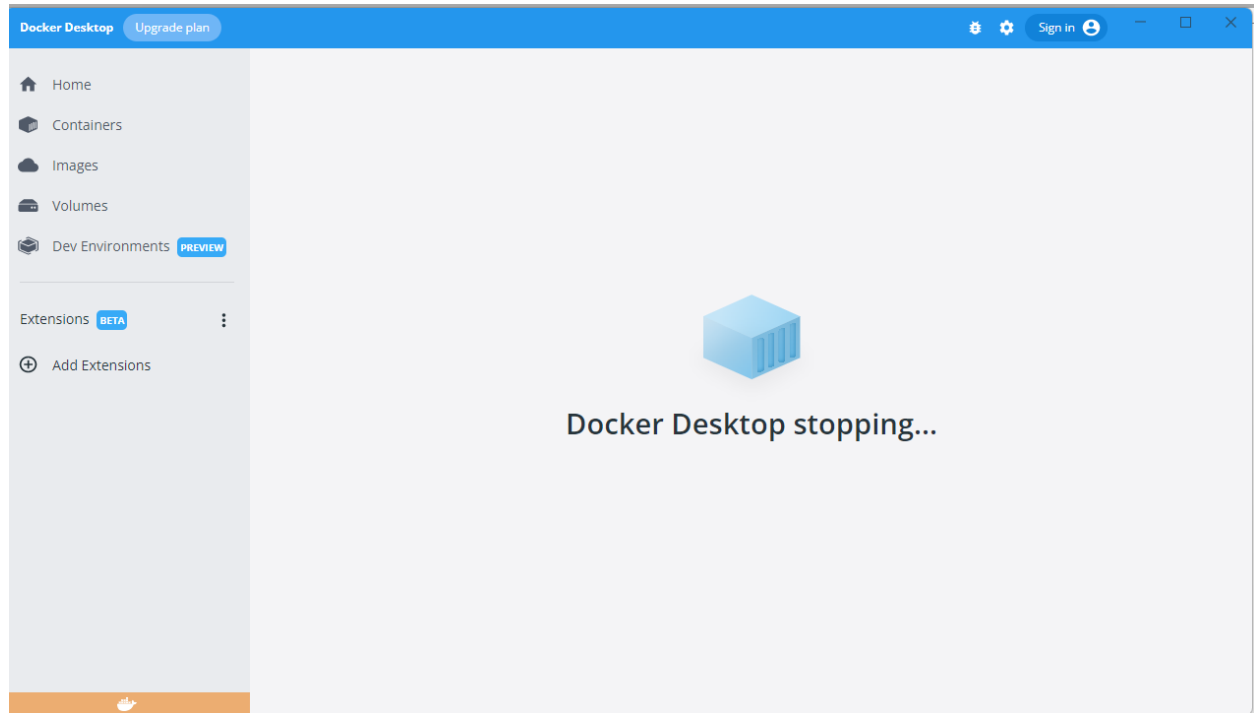 Docker Desktop Upgrade plan Sign in
Home
Containers
Images
Volumes
Dev Environments PREVIEW
Extensions BETA
Add Extensions
Docker Desktop stopping...